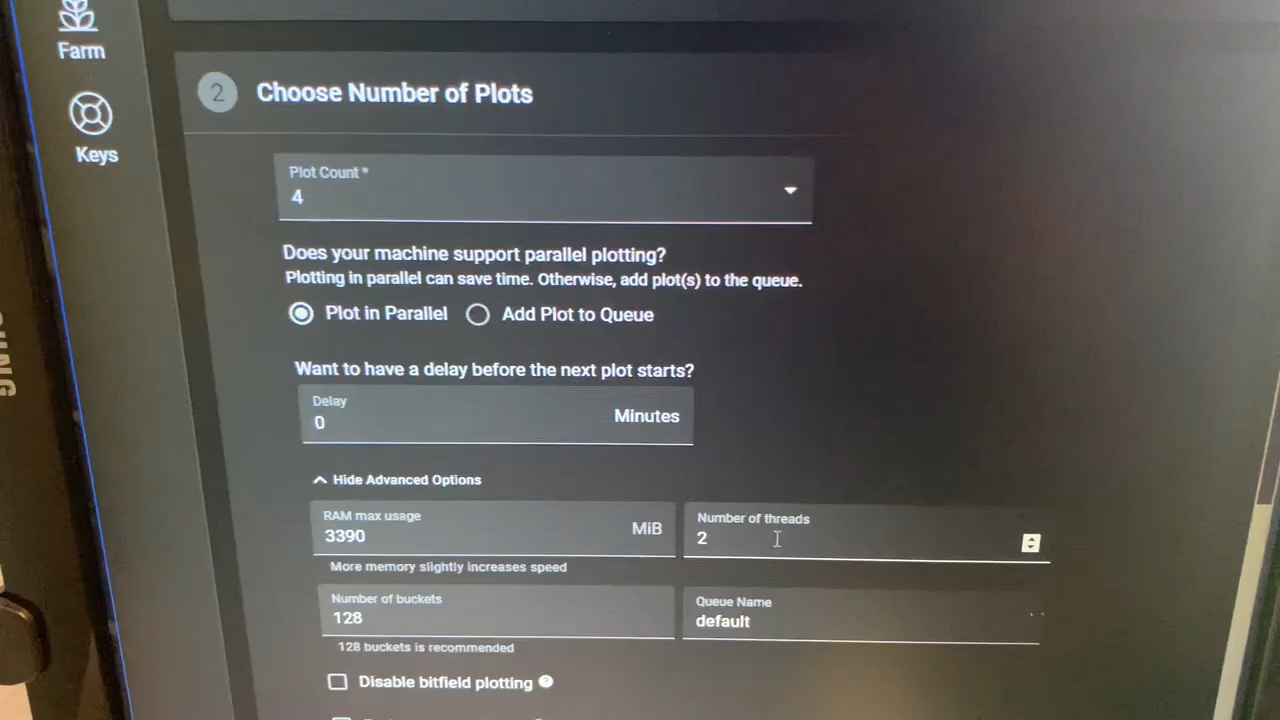 Farm
2 Choose Number of Plots
Keys
Plot Count *
4
Does your machine support parallel plotting?
Plotting in parallel can save time. Otherwise, add plot(s) to the queue.
Plot in Parallel Add Plot to Queue
Want to have a delay before the next plot starts?
Delay
0 Minutes
Hide Advanced Options
RAM max usage Number of threads
3390 MiB 2
More memory slightly increases speed
Number of buckets Queue Name
128 default
128 buckets is recommended
Disable bitfield plotting